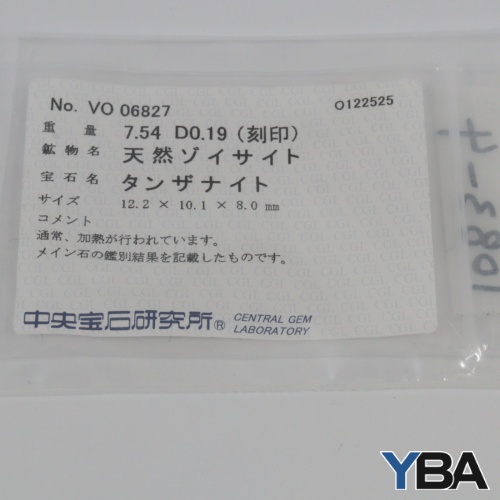 No. VO 06827 O122525
重量 7.54 D0.19 (刻印)
鉱物名 天然ゾイサイト
宝石名 タンザナイト
サイズ 12.2 × 10.1 × 8.0 mm
コメント
通常、加熱が行われています。
メイン石の鑑別結果を記載したものです。
中央宝石研究所® CENTRAL GEM
LABORATORY
YBA